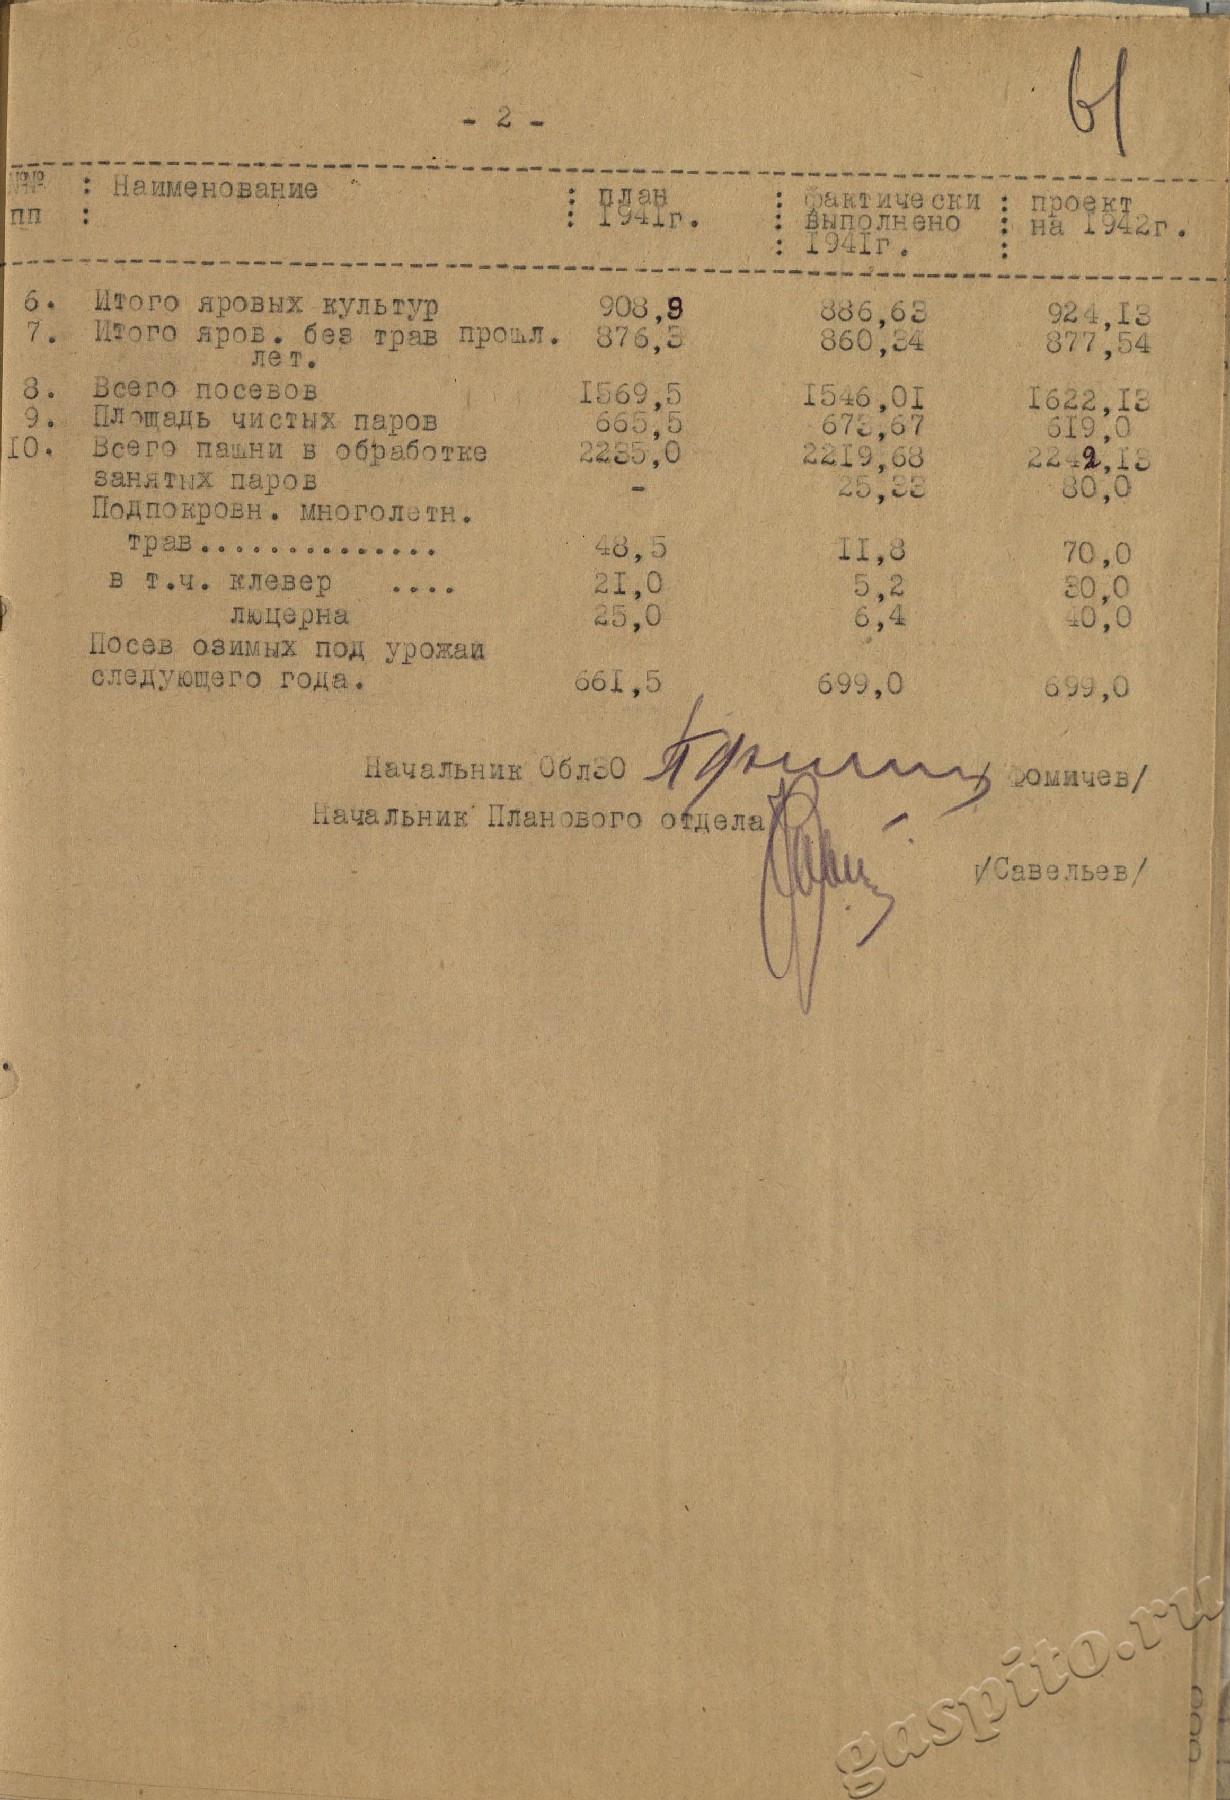 61
- 2 -
№№ : Наименование : план : фактически : проект
пп : : 1941г. : выполнено : на 1942г.
: 1941г. :
6. Итого яровых культур 908,9 886,63 924,13
7. Итого яров. без трав прошл. 876,3 860,34 877,54
лет.
8. Всего посевов 1569,5 1546,01 1622,13
9. Площадь чистых паров 665,5 673,67 619,0
10. Всего пашни в обработке 2235,0 2219,68 2242,13
занятых паров - 25,33 80,0
Подпокровн. многолетн.
трав.............. 48,5 11,8 70,0
в т.ч. клевер .... 21,0 5,2 30,0
люцерна 25,0 6,4 40,0
Посев озимых под урожай
следующего года. 661,5 699,0 699,0
Начальник ОблЗО / Фомичев/
Начальник Планового отдела
/Савельев/
gaspito.ru